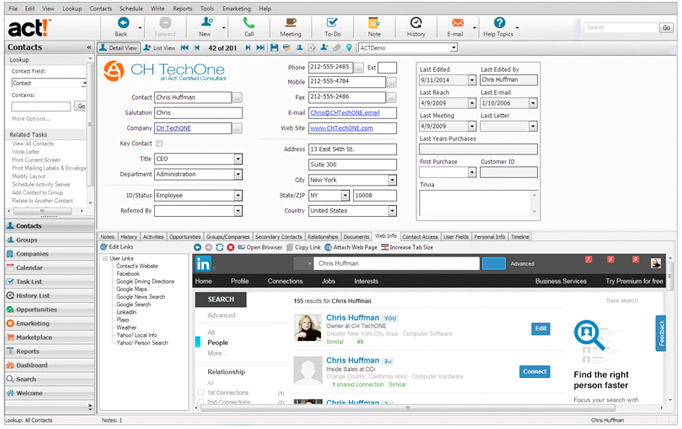 File Edit View Lookup Contacts Schedule Write Reports Tools Emarketing Help
act!
Back Forward New Call Meeting To-Do Note History E-mail Help Topics
Search Go
Contacts «
Detail View List View 42 of 201 ACTDemo
Lookup
Contact Field:
Contact
Contains:
Go
More Options...
Related Tasks
View All Contacts
Write Letter
Print Current Screen
Print Mailing Labels & Envelope
Modify Layout
Schedule Activity Series
Add Contact to Group
Relate to Another Contact
CH TechOne
an Act! Certified Consultant
Contact Chris Huffman
Salutation Chris
Company CH TechONE
Key Contact
Title CEO
Department Administration
ID/Status Employee
Referred By
Phone 212-555-2485 Ext
Mobile 212-555-4784
Fax 212-555-2486
E-mail Chris@CHTechONE.email
Web Site www.CHTechONE.com
Address 13 East 54th St.
Suite 300
City New York
State/ZIP NY 10008
Country United States
Last Edited Last Edited by
9/11/2014 Chris Huffman
Last Reach Last E-mail
4/9/2009 1/10/2006
Last Meeting Last Letter
4/9/2009
Last Years Purchases
First Purchase Customer ID
Trivia
Contacts
Groups
Companies
Calendar
Task List
History List
Opportunities
Emarketing
Marketplace
Reports
Dashboard
Search
Welcome
Notes History Activities Opportunities Groups/Companies Secondary Contacts Relationships Documents Web Info Contact Access User Fields Personal Info Timeline
Edit Links
Open Browser Copy Link Attach Web Page Increase Tab Size
User Links
Contact's Website
Facebook
Google Driving Directions
Google Maps
Google News Search
Google Search
LinkedIn
Plaxo
Weather
Yahoo! Local Info
Yahoo! Person Search
in Chris Huffman Advanced
Home Profile Connections Jobs Interests Business Services Try Premium for free
SEARCH
Advanced
All
People
More...
Relationship
All
1st Connections
2nd Connections
155 results for Chris Huffman Save search
Chris Huffman YOU
Owner at CH TechONE
Greater New York City Area Computer Software
Similar 49
Edit
Chris Huffman 2nd
Inside Sales at DDi
Orange County, California Area Computer Hardware
1 shared connection Similar
Connect
Chris Huffman
Feedback
Find the right
person faster
Focus your search with
Lookup: All Contacts Notes: 1 Chris Huffman